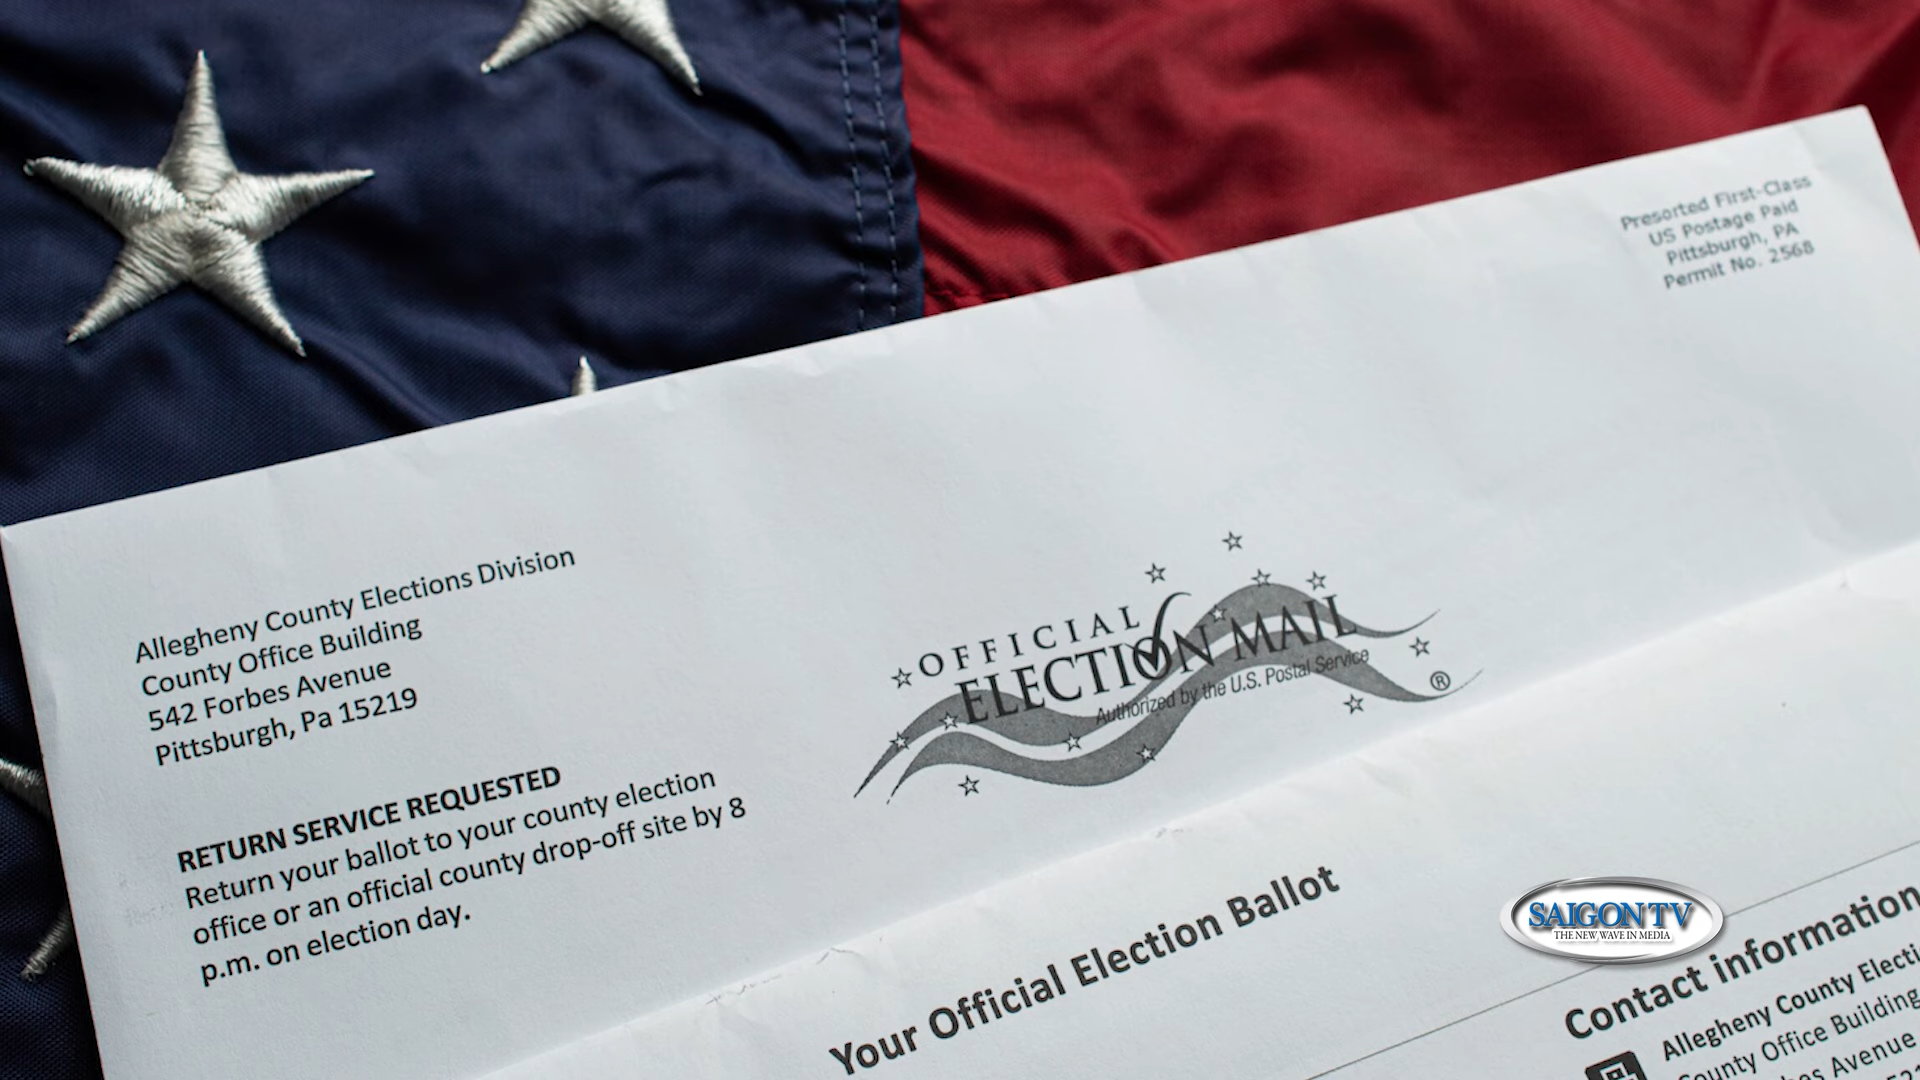 Presorted First-Class
US Postage Paid
Pittsburgh, PA
Permit No. 2568
Allegheny County Elections Division
County Office Building
542 Forbes Avenue
Pittsburgh, Pa 15219
RETURN SERVICE REQUESTED
Return your ballot to your county election
office or an official county drop-off site by 8
p.m. on election day.
OFFICIAL
ELECTION MAIL
Authorized by the U.S. Postal Service
®
Your Official Election Ballot
SAIGON TV
THE NEW WAVE IN MEDIA
Contact information
Allegheny County
County Office Building
Avenue